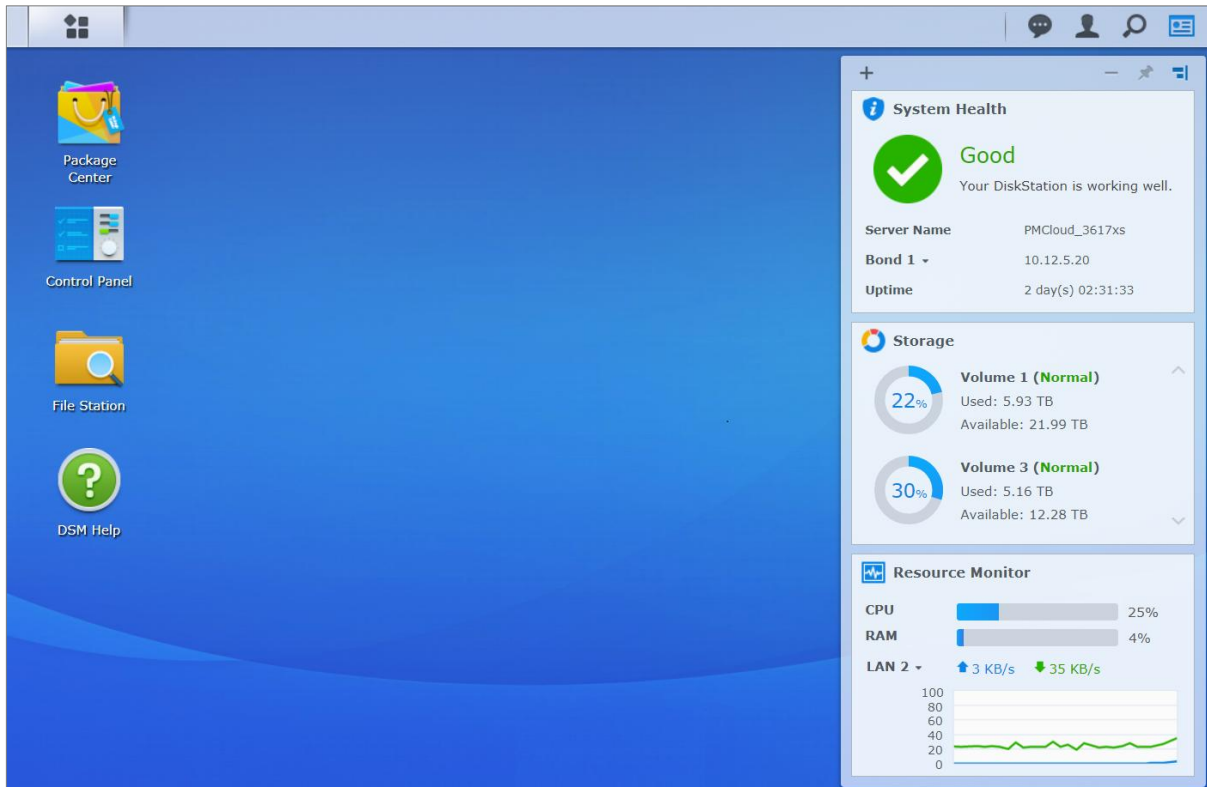 Package
Center
Control Panel
File Station
DSM Help
System Health
Good
Your DiskStation is working well.
Server Name PMCloud_3617xs
Bond 1 10.12.5.20
Uptime 2 day(s) 02:31:33
Storage
22%
Volume 1 (Normal)
Used: 5.93 TB
Available: 21.99 TB
30%
Volume 3 (Normal)
Used: 5.16 TB
Available: 12.28 TB
Resource Monitor
CPU 25%
RAM 4%
LAN 2 3 KB/s 35 KB/s
100
80
60
40
20
0